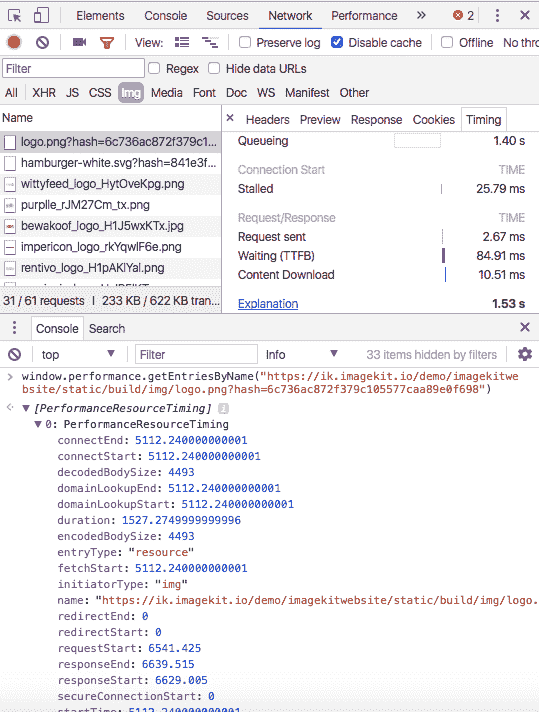 Elements Console Sources Network Performance » 2
View: Preserve log Disable cache Offline No thro
Filter Regex Hide data URLs
All XHR JS CSS Img Media Font Doc WS Manifest Other
Name
logo.png?hash=6c736ac872f379c1...
hamburger-white.svg?hash=841e3f...
wittyfeed_logo_HytOveKpg.png
purplle_rJM27Cm_tx.png
bewakoof_logo_H1J5wxKTx.jpg
impericon_logo_rkYqwlF6e.png
rentivo_logo_H1pAKlYal.png
31 / 61 requests | 233 KB / 622 KB tran...
× Headers Preview Response Cookies Timing
Queueing 1.40 s
Connection Start TIME
Stalled 25.79 ms
Request/Response TIME
Request sent 2.67 ms
Waiting (TTFB) 84.91 ms
Content Download 10.51 ms
Explanation 1.53 s
Console Search
top Filter Info 33 items hidden by filters
> window.performance.getEntriesByName("https://ik.imagekit.io/demo/imagekitwe
bsite/static/build/img/logo.png?hash=6c736ac872f379c105577caa89e0f698")
[PerformanceResourceTiming]
0: PerformanceResourceTiming
connectEnd: 5112.240000000001
connectStart: 5112.240000000001
decodedBodySize: 4493
domainLookupEnd: 5112.240000000001
domainLookupStart: 5112.240000000001
duration: 1527.2749999999996
encodedBodySize: 4493
entryType: "resource"
fetchStart: 5112.240000000001
initiatorType: "img"
name: "https://ik.imagekit.io/demo/imagekitwebsite/static/build/img/logo.
redirectEnd: 0
redirectStart: 0
requestStart: 6541.425
responseEnd: 6639.515
responseStart: 6629.005
secureConnectionStart: 0
startTime: 5112.240000000001